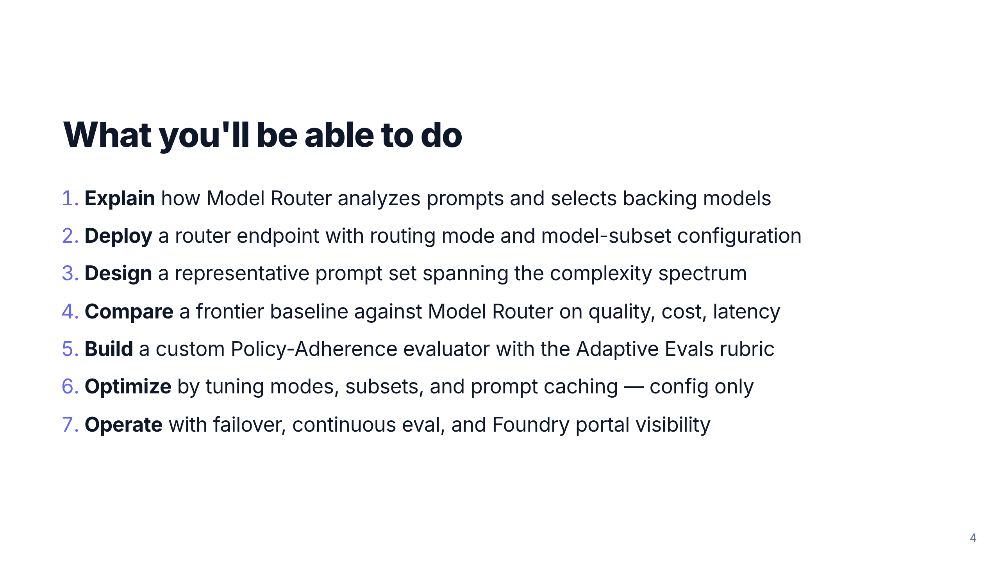 What you'll be able to do
1. Explain how Model Router analyzes prompts and selects backing models
2. Deploy a router endpoint with routing mode and model-subset configuration
3. Design a representative prompt set spanning the complexity spectrum
4. Compare a frontier baseline against Model Router on quality, cost, latency
5. Build a custom Policy-Adherence evaluator with the Adaptive Evals rubric
6. Optimize by tuning modes, subsets, and prompt caching — config only
7. Operate with failover, continuous eval, and Foundry portal visibility
4